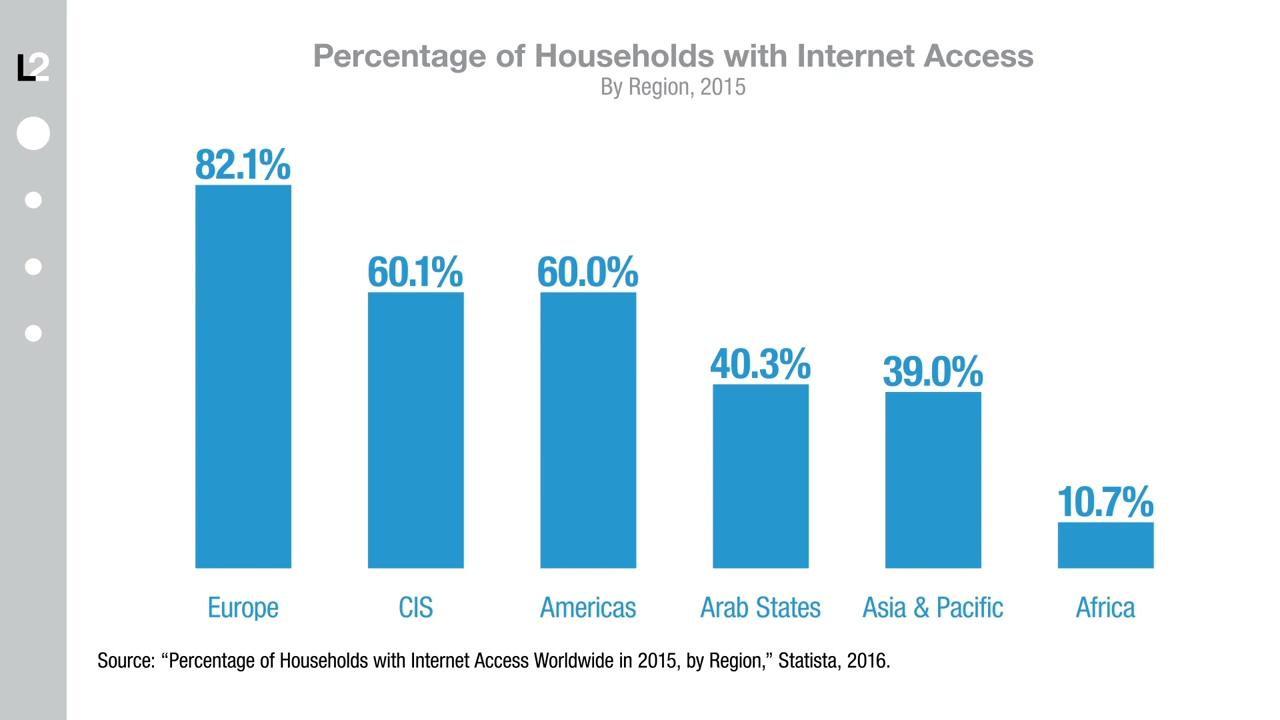 L2
Percentage of Households with Internet Access
By Region, 2015
82.1%
60.1%
60.0%
40.3%
39.0%
10.7%
Europe
CIS
Americas
Arab States
Asia & Pacific
Africa
Source: “Percentage of Households with Internet Access Worldwide in 2015, by Region,” Statista, 2016.